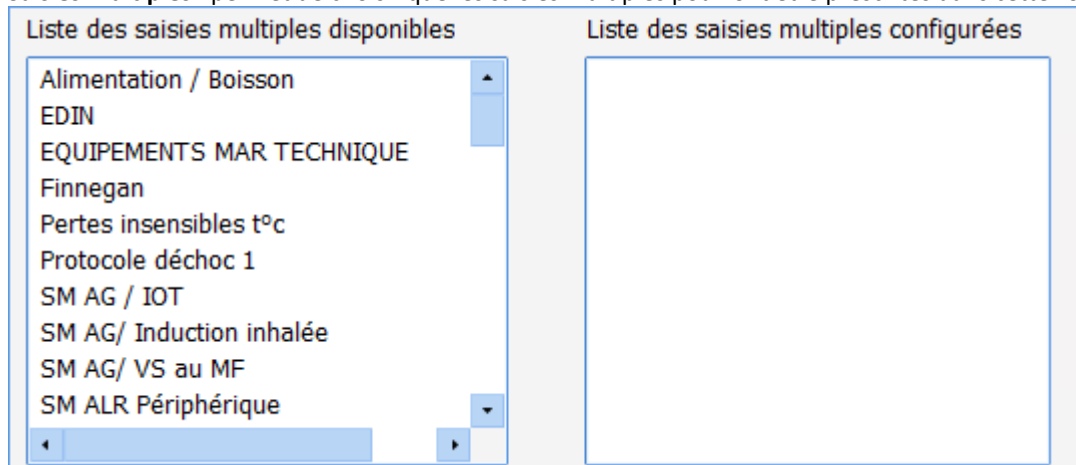 Liste des saisies multiples disponibles
Liste des saisies multiples configurées
Alimentation / Boisson
EDIN
EQUIPEMENTS MAR TECHNIQUE
Finnegan
Pertes insensibles t°c
Protocole déchoc 1
SM AG / IOT
SM AG/ Induction inhalée
SM AG/ VS au MF
SM ALR Périphérique